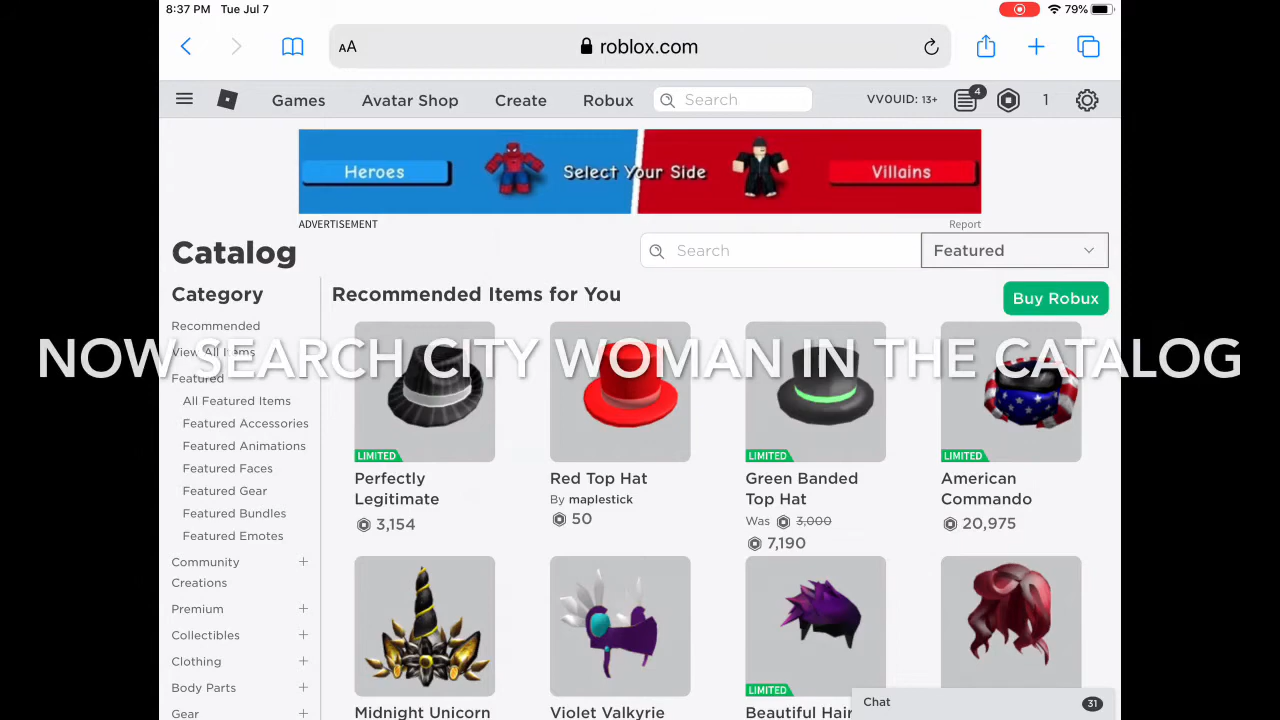 8:37 PM Tue Jul 7
79%
AA
roblox.com
Games Avatar Shop Create Robux Search
VV0UID: 13+
4
1
Heroes
Select Your Side
Villains
ADVERTISEMENT
Report
Catalog
Search
Featured
Category
Recommended
View All Items
Featured
All Featured Items
Featured Accessories
Featured Animations
Featured Faces
Featured Gear
Featured Bundles
Featured Emotes
Community
Creations
Premium
Collectibles
Clothing
Body Parts
Gear
Recommended Items for You
Buy Robux
NOW SEARCH CITY WOMAN IN THE CATALOG
LIMITED
Perfectly
Legitimate
3,154
Red Top Hat
By maplestick
50
LIMITED
Green Banded
Top Hat
Was 3,000
7,190
LIMITED
American
Commando
20,975
Midnight Unicorn
Violet Valkyrie
LIMITED
Beautiful Hair
Chat
31